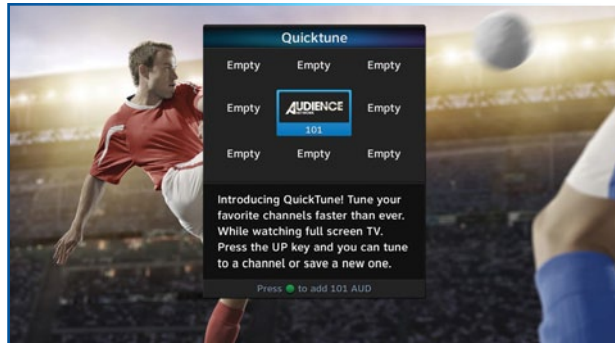 Quicktune
Empty Empty Empty
Empty AUDIENCE Empty
NETWORK
101
Empty Empty Empty
Introducing QuickTune! Tune your
favorite channels faster than ever.
While watching full screen TV.
Press the UP key and you can tune
to a channel or save a new one.
Press to add 101 AUD